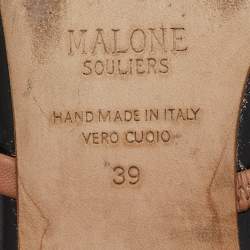 MALONE
SOULIERS
HAND MADE IN ITALY
VERO CUOIO
39